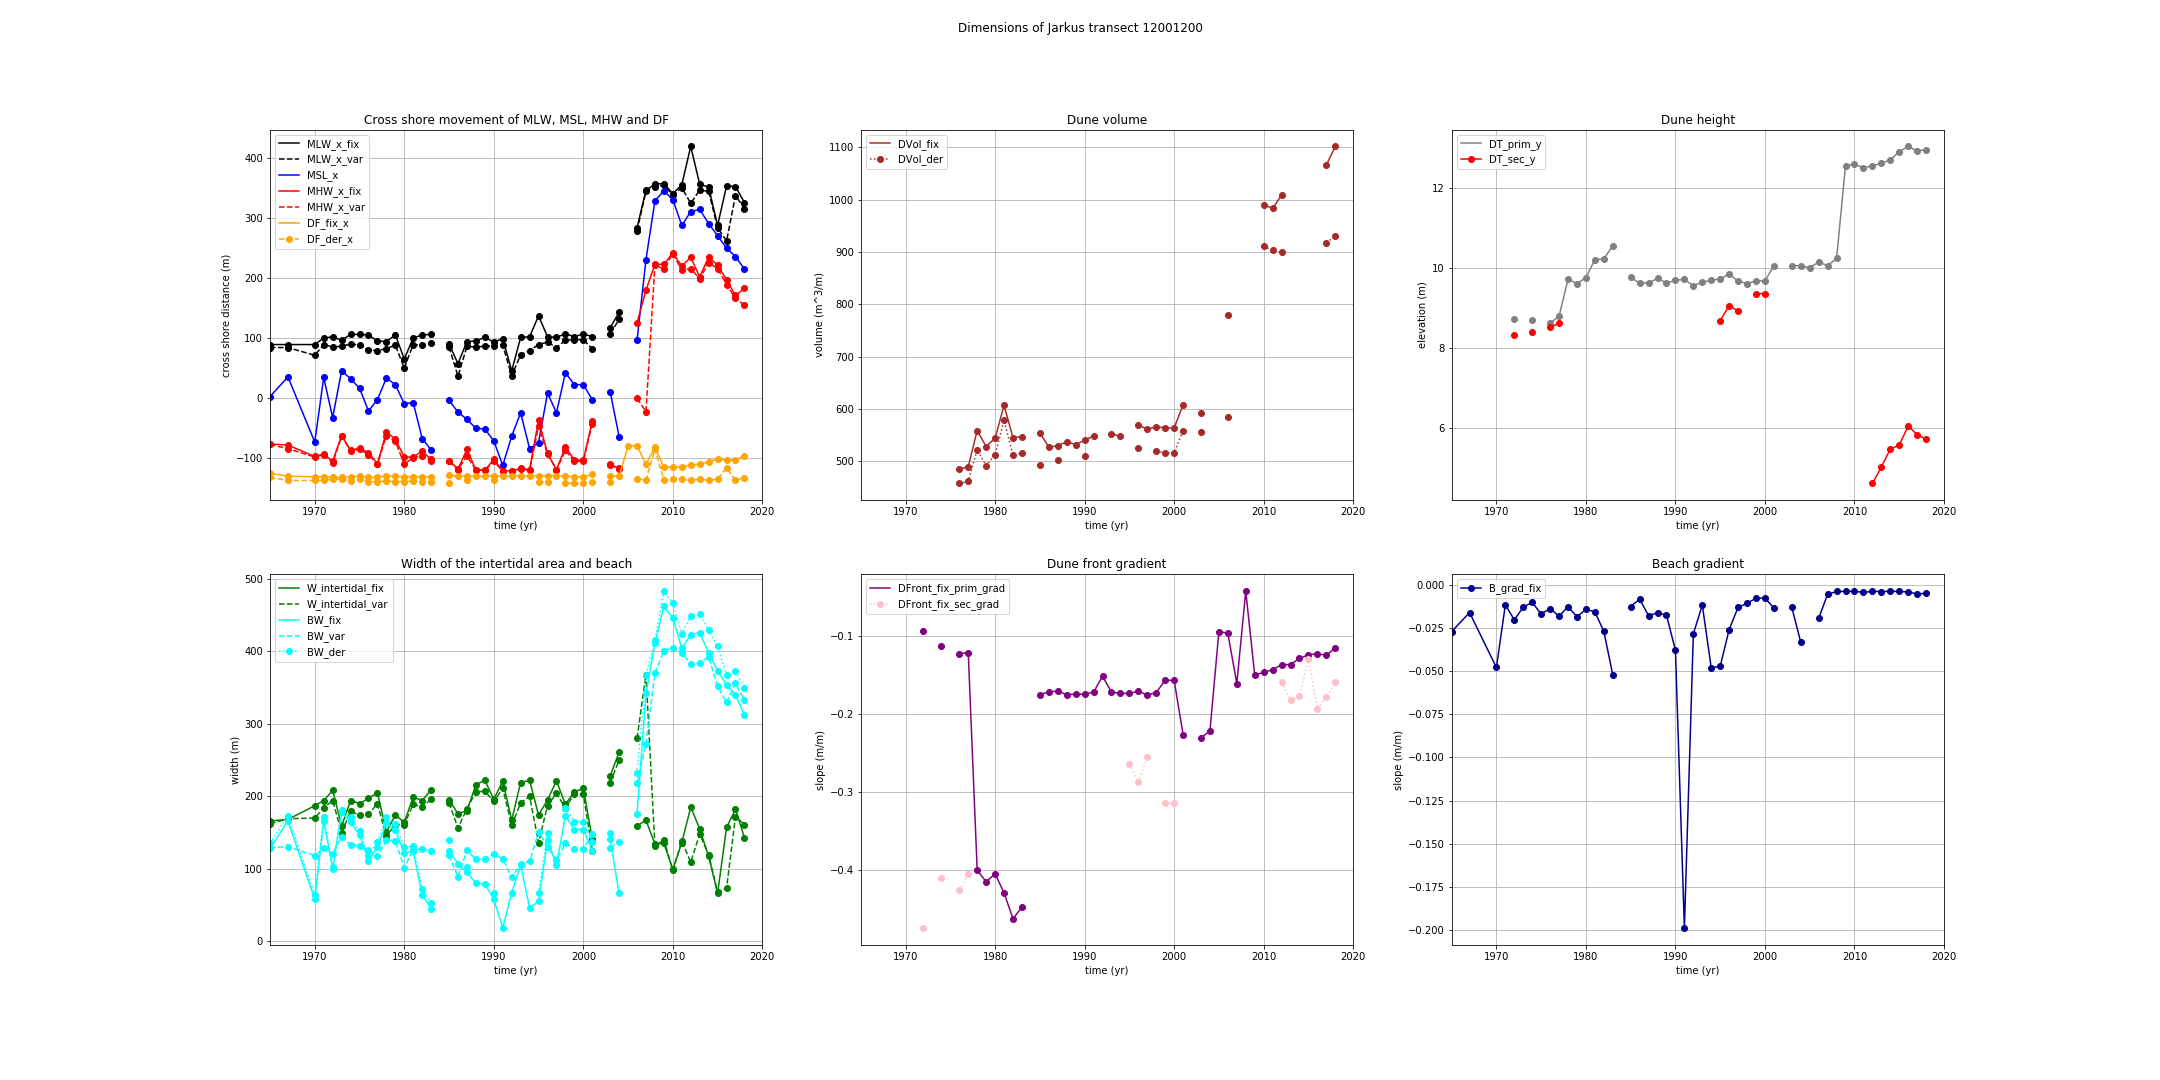 Dimensions of Jarkus transect 12001200
Cross shore movement of MLW, MSL, MHW and DF
MLW_x_fix
MLW_x_var
MSL_x
MHW_x_fix
MHW_x_var
DF_fix_x
DF_der_x
400
300
200
100
0
−100
cross shore distance (m)
1970 1980 1990 2000 2010 2020
time (yr)
Dune volume
DVol_fix
DVol_der
1100
1000
900
800
700
600
500
volume (m^3/m)
1970 1980 1990 2000 2010 2020
time (yr)
Dune height
DT_prim_y
DT_sec_y
12
10
8
6
elevation (m)
1970 1980 1990 2000 2010 2020
time (yr)
Width of the intertidal area and beach
W_intertidal_fix
W_intertidal_var
BW_fix
BW_var
BW_der
500
400
300
200
100
0
width (m)
1970 1980 1990 2000 2010 2020
time (yr)
Dune front gradient
DFront_fix_prim_grad
DFront_fix_sec_grad
−0.1
−0.2
−0.3
−0.4
slope (m/m)
1970 1980 1990 2000 2010 2020
time (yr)
Beach gradient
B_grad_fix
0.000
−0.025
−0.050
−0.075
−0.100
−0.125
−0.150
−0.175
−0.200
slope (m/m)
1970 1980 1990 2000 2010 2020
time (yr)